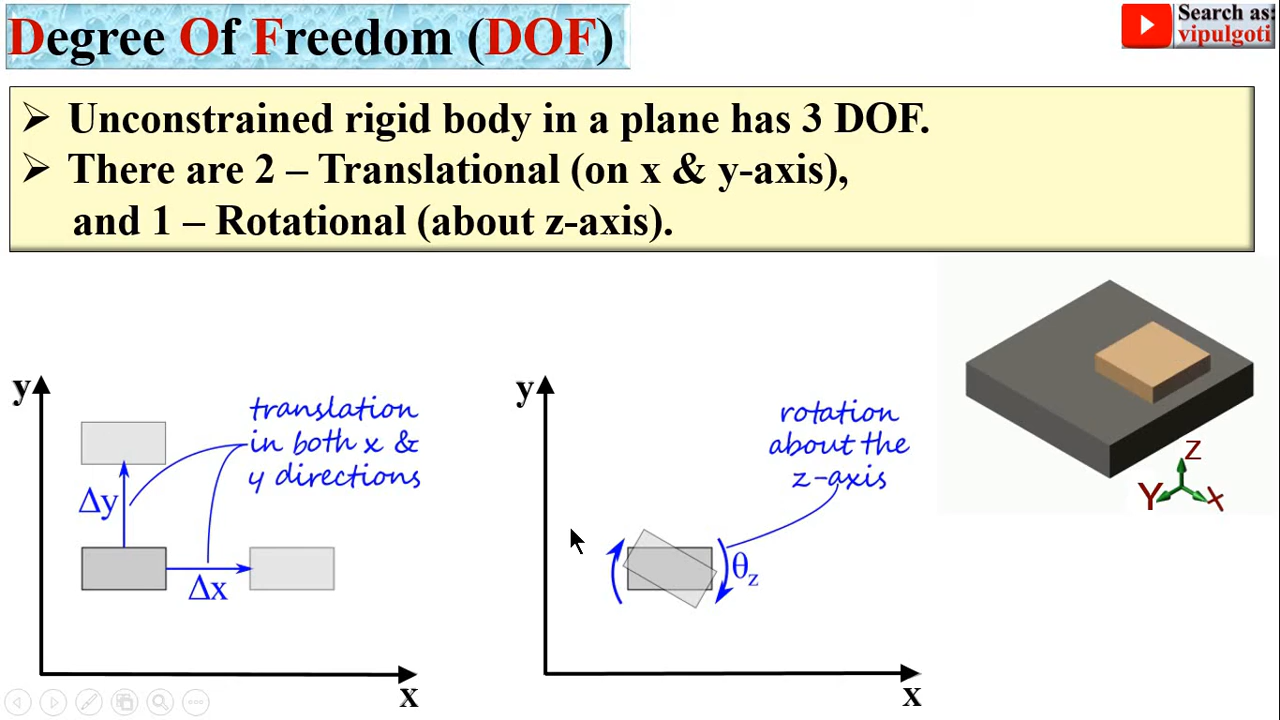 Degree Of Freedom (DOF)
Search as:
vipulgoti
➢ Unconstrained rigid body in a plane has 3 DOF.
➢ There are 2 – Translational (on x & y-axis),
and 1 – Rotational (about z-axis).
y
translation
in both x &
y directions
Δy
Δx
x
y
rotation
about the
z-axis
θz
x
Z
Y
X